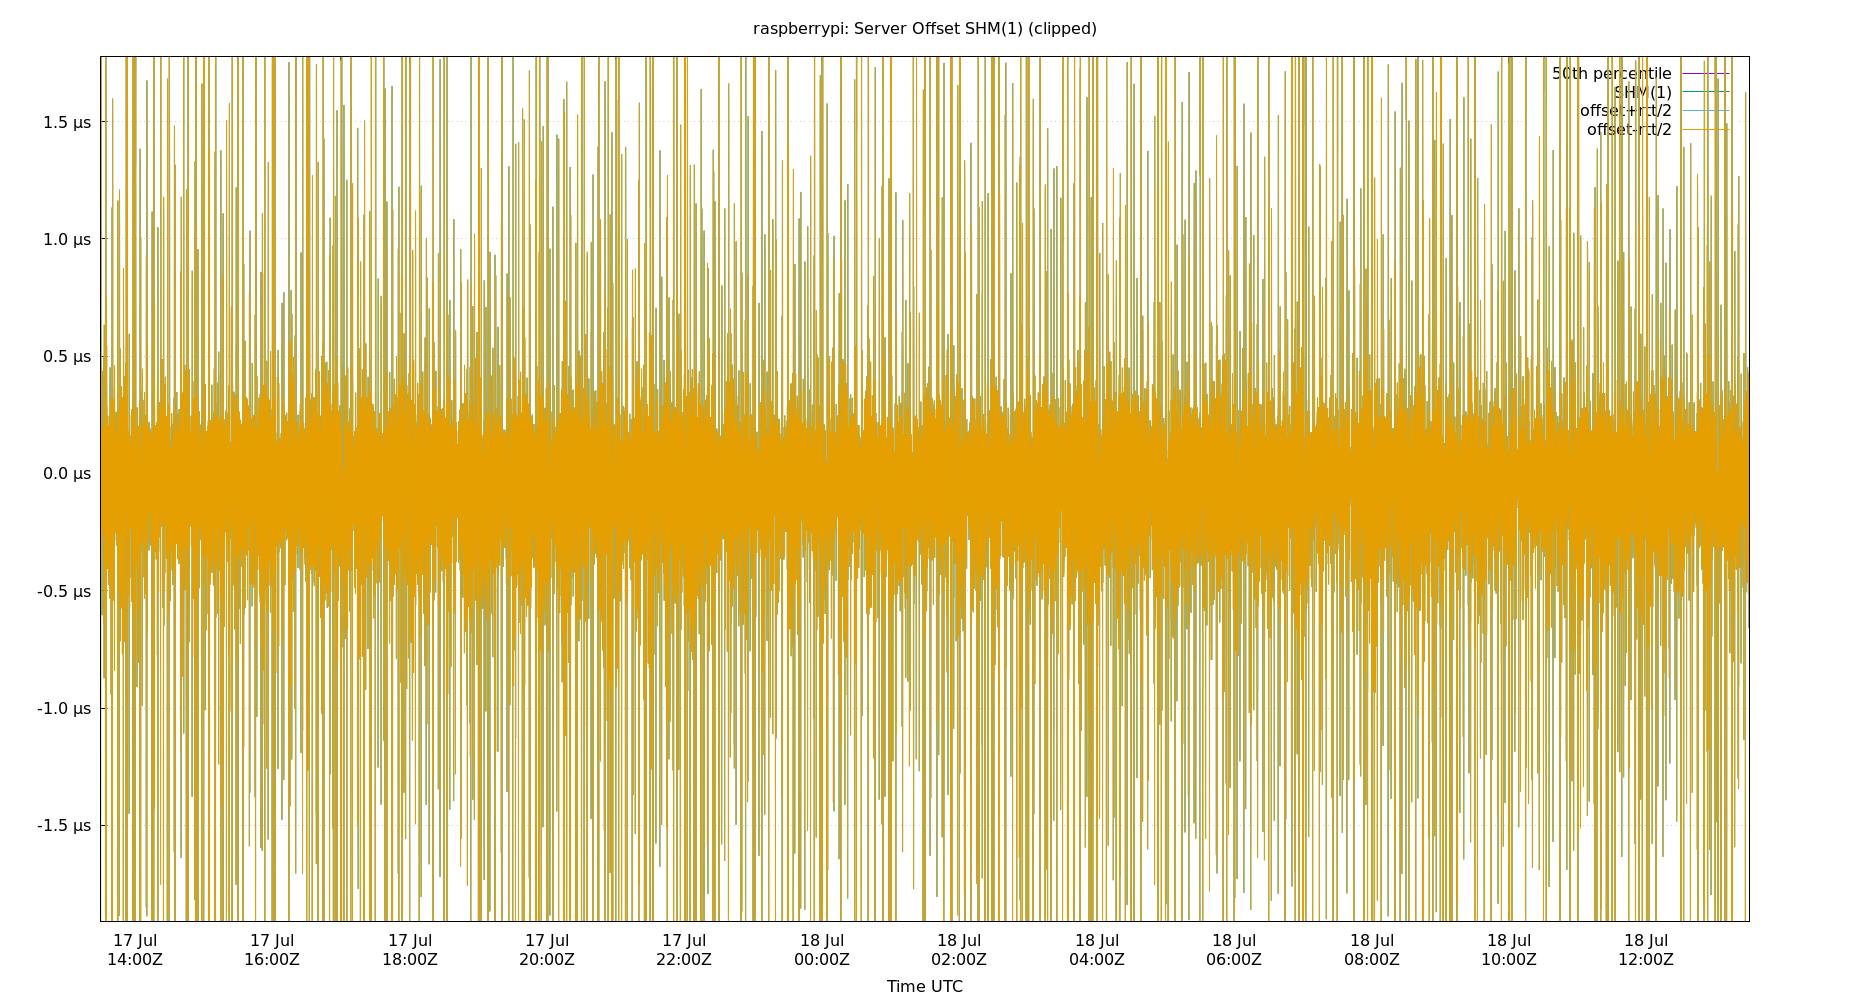 raspberrypi: Server Offset SHM(1) (clipped)
50th percentile
SHM(1)
offset+rtt/2
offset-rtt/2
1.5 µs
1.0 µs
0.5 µs
0.0 µs
-0.5 µs
-1.0 µs
-1.5 µs
17 Jul 17 Jul 17 Jul 17 Jul 17 Jul 18 Jul 18 Jul 18 Jul 18 Jul 18 Jul 18 Jul 18 Jul
14:00Z 16:00Z 18:00Z 20:00Z 22:00Z 00:00Z 02:00Z 04:00Z 06:00Z 08:00Z 10:00Z 12:00Z
Time UTC